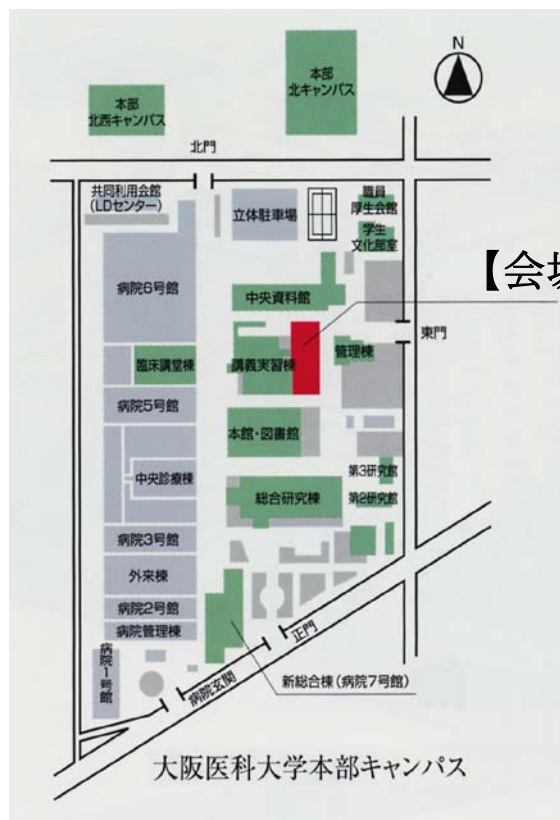 N
本部
北キャンパス
本部
北西キャンパス
北門
共同利用会館
(LDセンター)
立体駐車場
職員
厚生会館
学生
文化部室
病院6号館
中央資料館
【会場
東門
臨床講堂棟
講義実習棟
管理棟
病院5号館
本館・図書館
中央診療棟
第3研究館
総合研究棟
第2研究館
病院3号館
外来棟
病院2号館
病院管理棟
正門
病院1号館
病院玄関
新総合棟(病院7号館)
大阪医科大学本部キャンパス